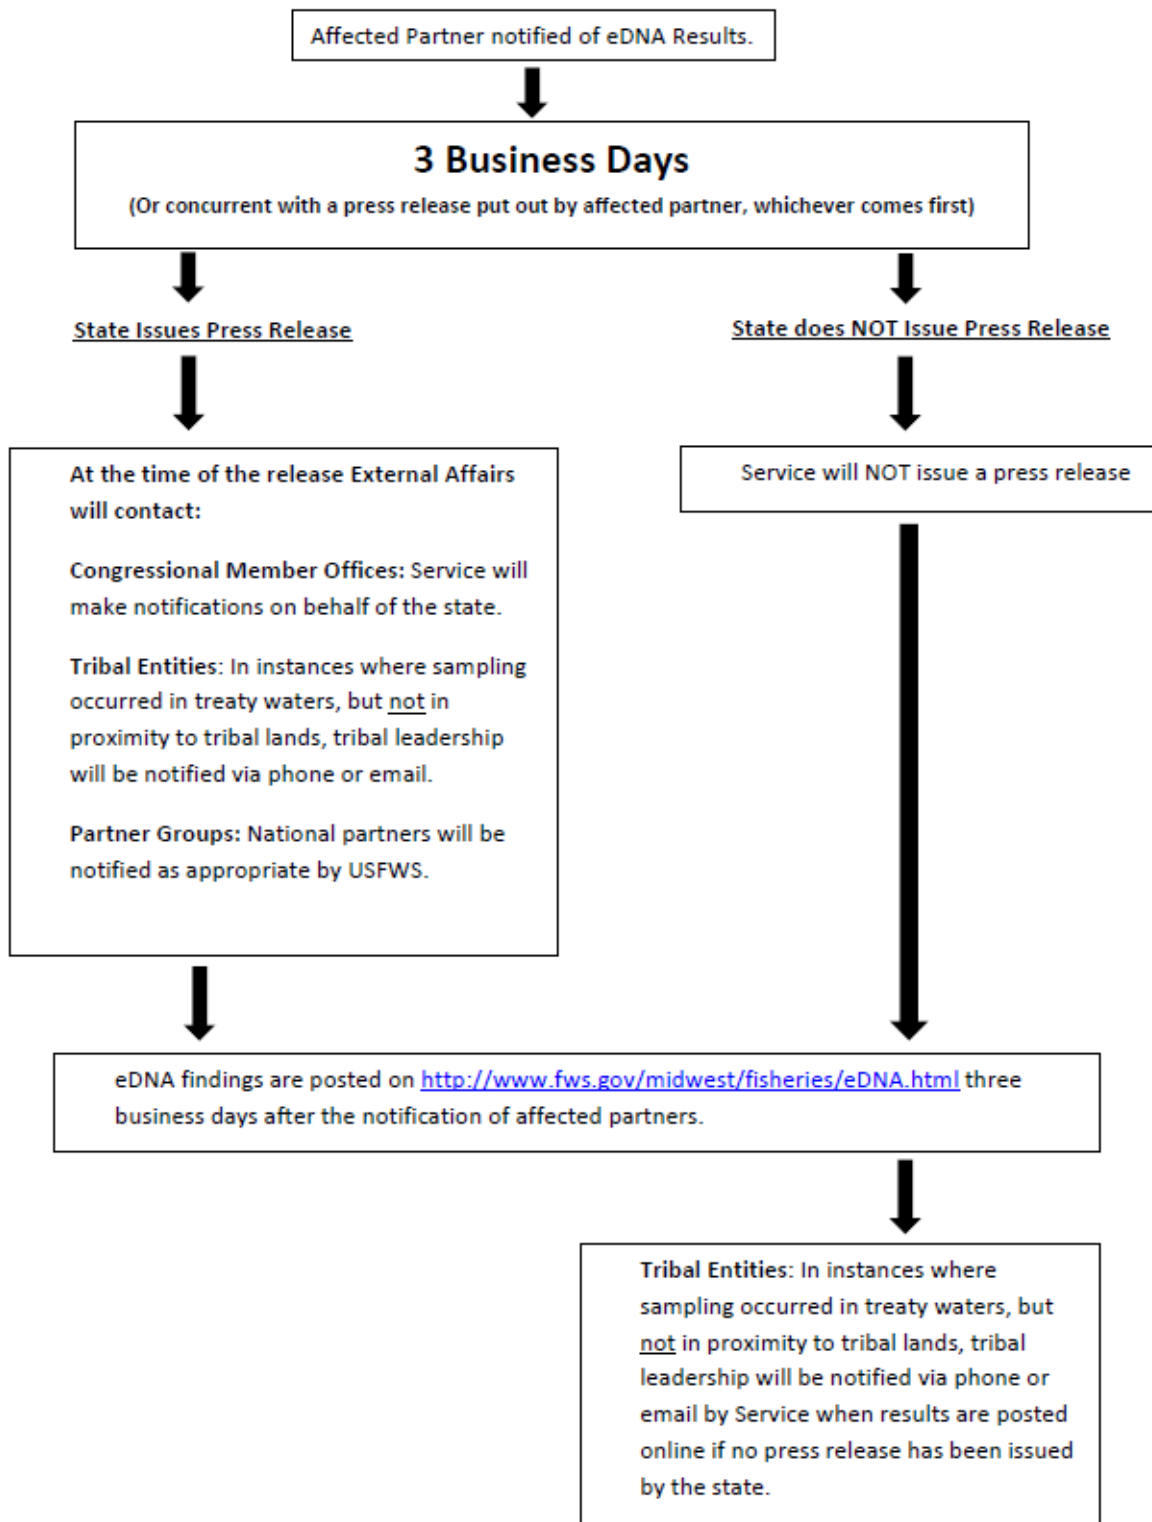 Affected Partner notified of eDNA Results.
3 Business Days
(Or concurrent with a press release put out by affected partner, whichever comes first)
State Issues Press Release
State does NOT Issue Press Release
At the time of the release External Affairs
will contact:
Congressional Member Offices: Service will
make notifications on behalf of the state.
Tribal Entities: In instances where sampling
occurred in treaty waters, but not in
proximity to tribal lands, tribal leadership
will be notified via phone or email.
Partner Groups: National partners will be
notified as appropriate by USFWS.
Service will NOT issue a press release
eDNA findings are posted on http://www.fws.gov/midwest/fisheries/eDNA.html three
business days after the notification of affected partners.
Tribal Entities: In instances where
sampling occurred in treaty waters, but
not in proximity to tribal lands, tribal
leadership will be notified via phone or
email by Service when results are posted
online if no press release has been issued
by the state.